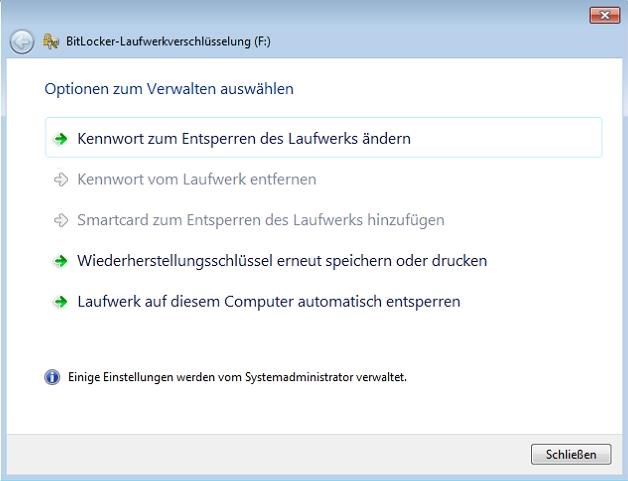 BitLocker-Laufwerkverschlüsselung (F:)
Optionen zum Verwalten auswählen
Kennwort zum Entsperren des Laufwerks ändern
Kennwort vom Laufwerk entfernen
Smartcard zum Entsperren des Laufwerks hinzufügen
Wiederherstellungsschlüssel erneut speichern oder drucken
Laufwerk auf diesem Computer automatisch entsperren
Einige Einstellungen werden vom Systemadministrator verwaltet.
Schließen